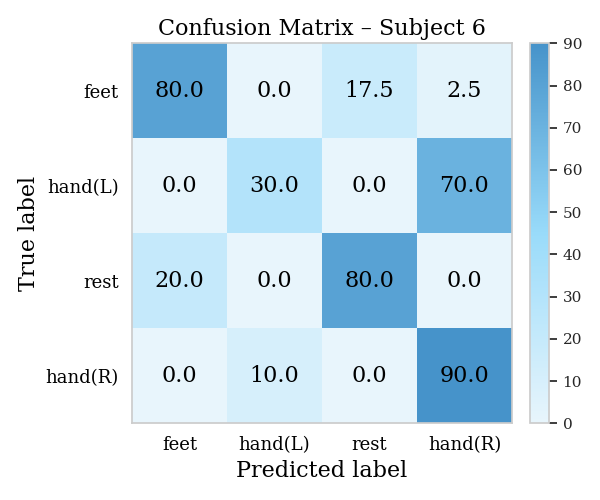 Confusion Matrix – Subject 6
feet 80.0 0.0 17.5 2.5
hand(L) 0.0 30.0 0.0 70.0
rest 20.0 0.0 80.0 0.0
hand(R) 0.0 10.0 0.0 90.0
feet hand(L) rest hand(R)
Predicted label
True label
90
80
70
60
50
40
30
20
10
0